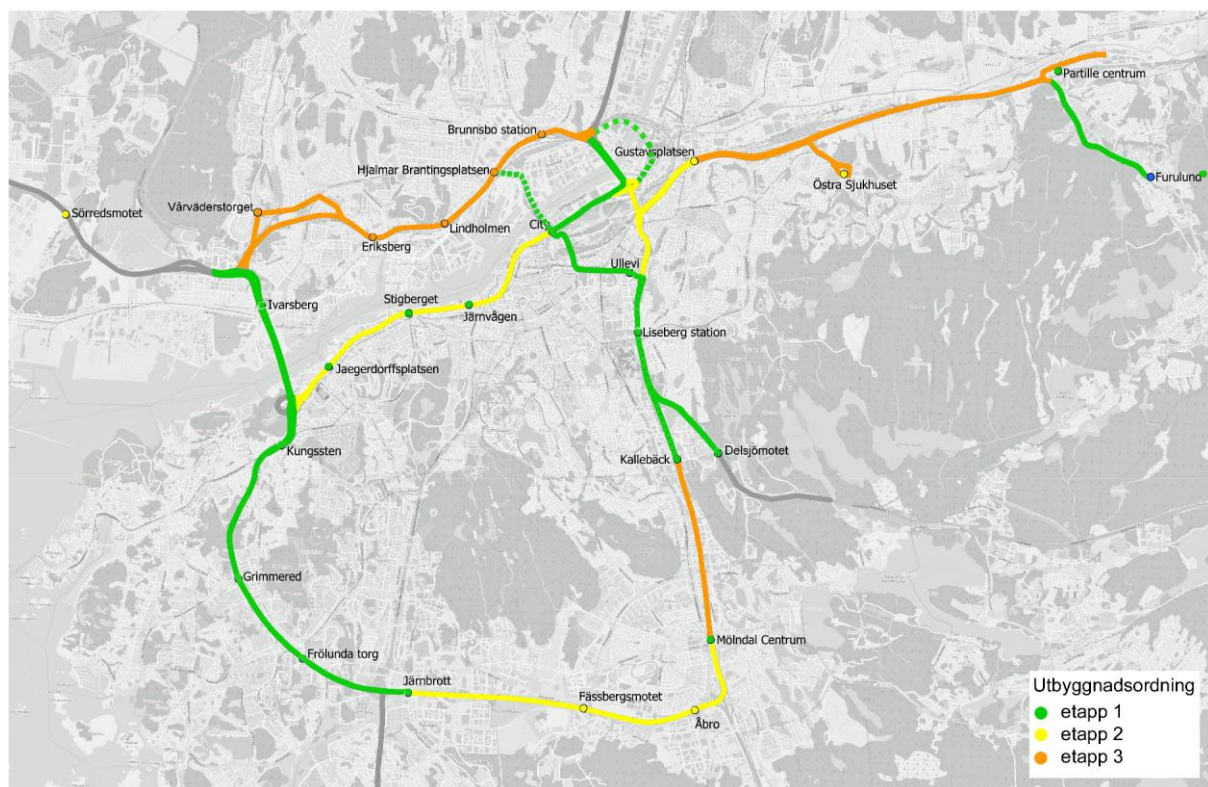 Partille centrum
Brunnsbo station
Gustavsplatsen
Hjalmar Brantingsplatsen
Furulund
Östra Sjukhuset
Vårväderstorget
Sörredsmotet
City
Lindholmen
Eriksberg
Ullevi
Stigberget
Ivarsberg
Järnvågen
Liseberg station
Jaegerdorffsplatsen
Kungssten
Delsjömotet
Kallebäck
Grimmered
Mölndal Centrum
Frölunda torg
Järnbrott
Fässbergsmotet
Åbro
Utbyggnadsordning
etapp 1
etapp 2
etapp 3